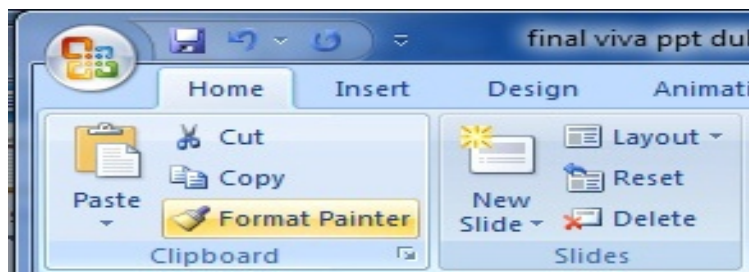 final viva ppt dul
Home Insert Design Animati
Cut
Copy
Format Painter
Paste
Clipboard
Layout
Reset
Delete
New
Slide
Slides